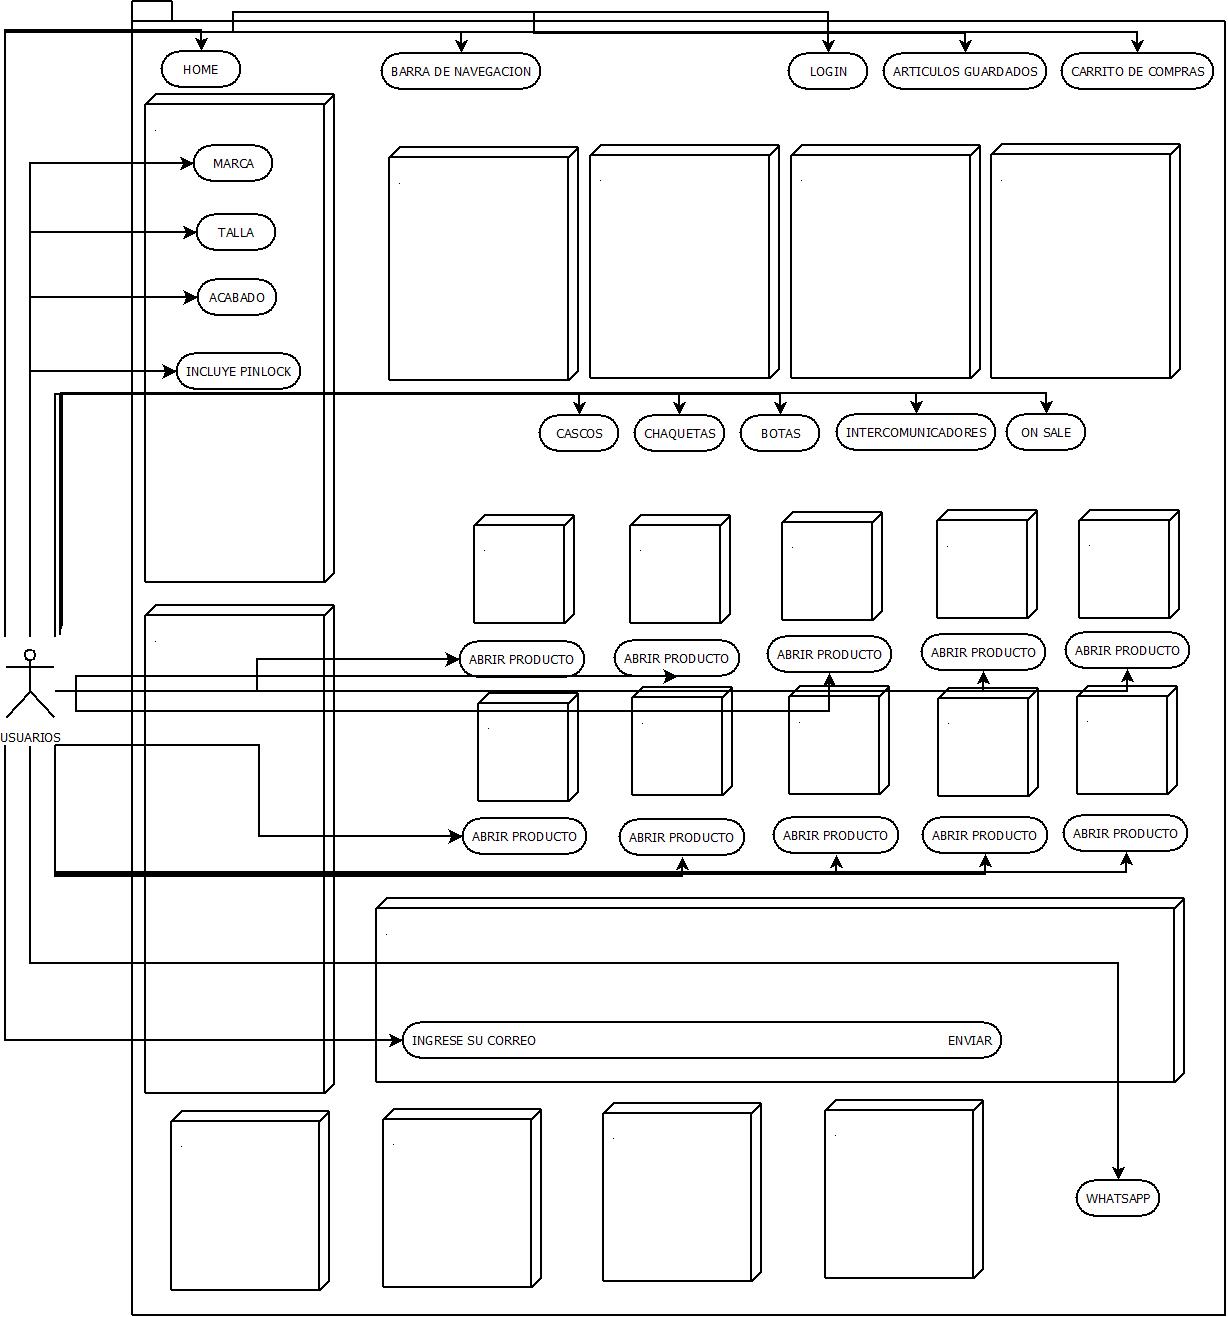 HOME
BARRA DE NAVEGACION
LOGIN
ARTICULOS GUARDADOS
CARRITO DE COMPRAS
MARCA
TALLA
ACABADO
INCLUYE PINLOCK
CASCOS
CHAQUETAS
BOTAS
INTERCOMUNICADORES
ON SALE
ABRIR PRODUCTO
ABRIR PRODUCTO
ABRIR PRODUCTO
ABRIR PRODUCTO
ABRIR PRODUCTO
USUARIOS
ABRIR PRODUCTO
ABRIR PRODUCTO
ABRIR PRODUCTO
ABRIR PRODUCTO
ABRIR PRODUCTO
INGRESE SU CORREO
ENVIAR
WHATSAPP